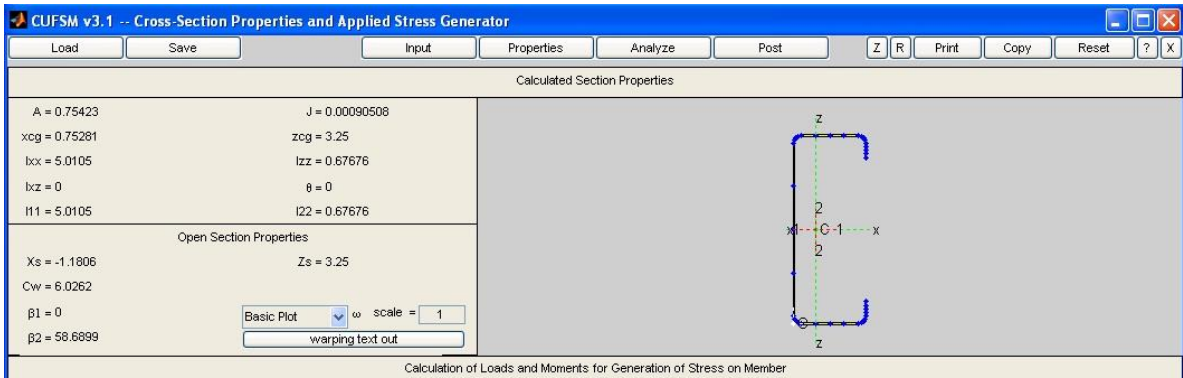 CUFSM v3.1 -- Cross-Section Properties and Applied Stress Generator
Load Save Input Properties Analyze Post Z R Print Copy Reset ? X
Calculated Section Properties
A = 0.75423 J = 0.00090508
xcg = 0.75281 zcg = 3.25
Ixx = 5.0105 Izz = 0.67676
Ixz = 0 θ = 0
I11 = 5.0105 I22 = 0.67676
Open Section Properties
Xs = -1.1806 Zs = 3.25
Cw = 6.0262
β1 = 0 Basic Plot ω scale = 1
β2 = 58.6899 warping text out
z
2
x 1 C 1 x
2
z
Calculation of Loads and Moments for Generation of Stress on Member